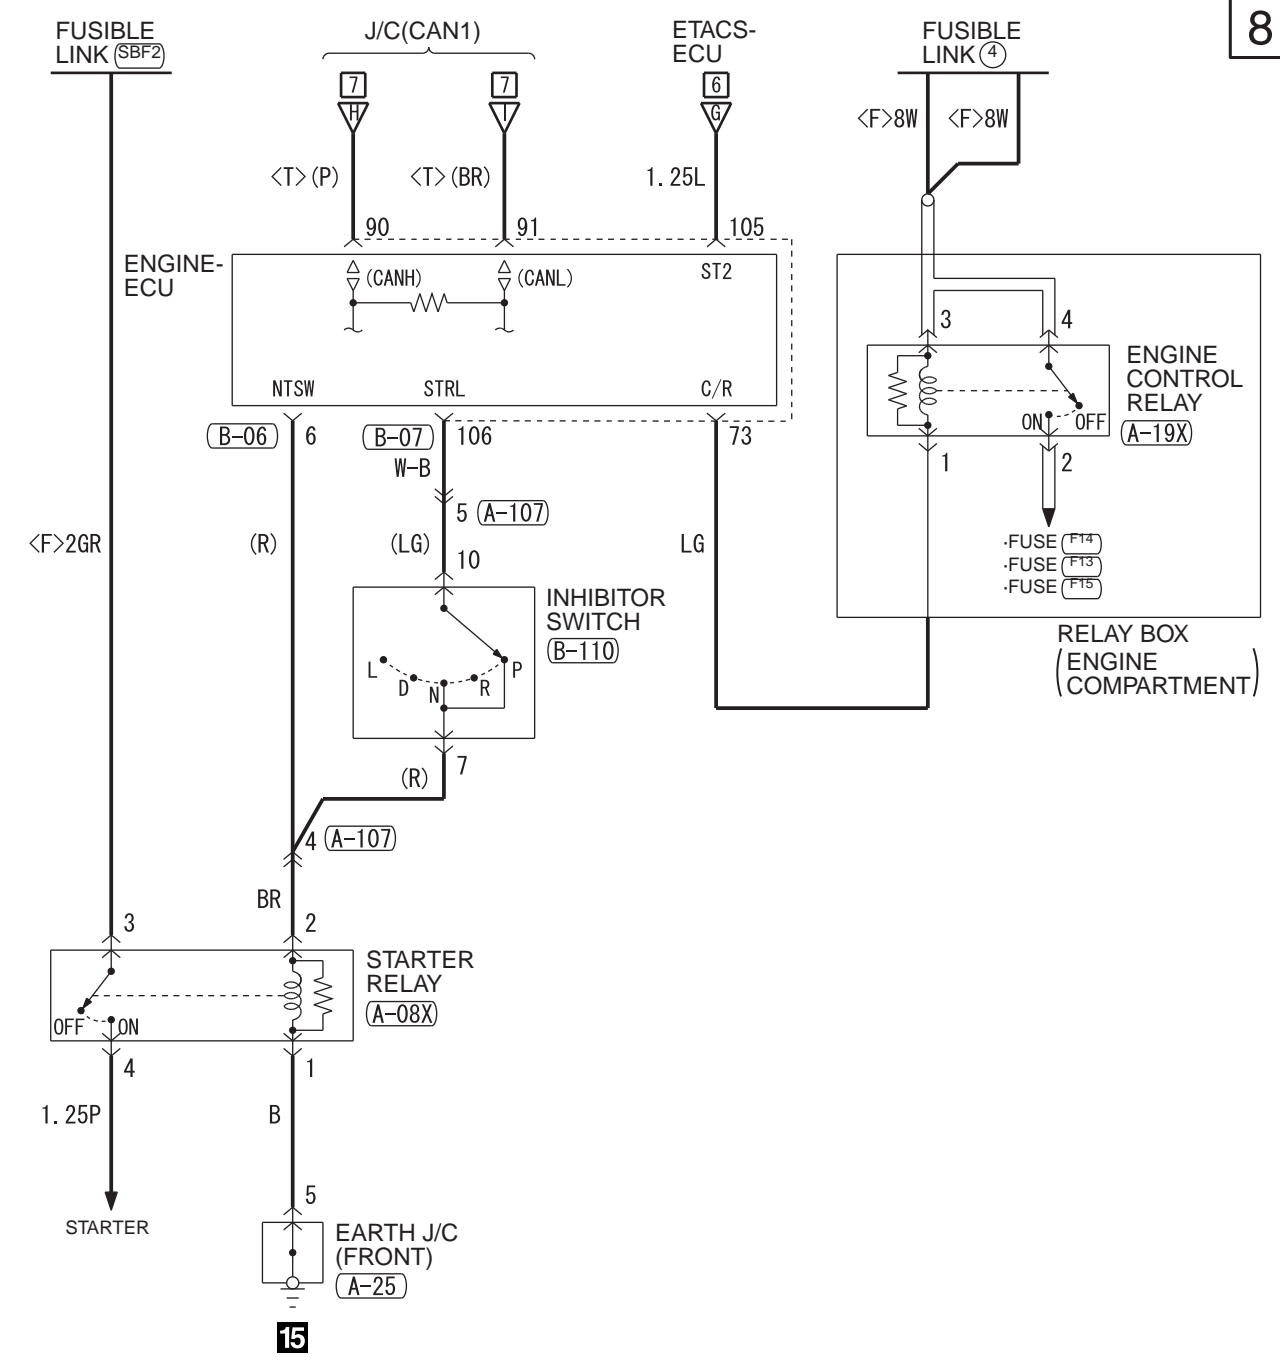 8
FUSIBLE
LINK SBF2
J/C(CAN1)
ETACS-
ECU
FUSIBLE
LINK 4
7
H
7
I
6
G
<F>8W
<F>8W
<T>(P)
<T>(BR)
1.25L
90
91
105
ENGINE-
ECU
(CANH)
(CANL)
ST2
NTSW
STRL
C/R
3
4
ENGINE
CONTROL
RELAY
A-19X
ON
OFF
B-06
6
B-07
106
73
1
2
W-B
5
A-107
<F>2GR
(R)
(LG)
LG
10
·FUSE F14
·FUSE F13
·FUSE F15
INHIBITOR
SWITCH
B-110
L
D
N
R
P
RELAY BOX
(ENGINE
COMPARTMENT)
7
(R)
4
A-107
BR
3
2
STARTER
RELAY
A-08X
OFF
ON
4
1
1.25P
B
5
STARTER
EARTH J/C
(FRONT)
A-25
15